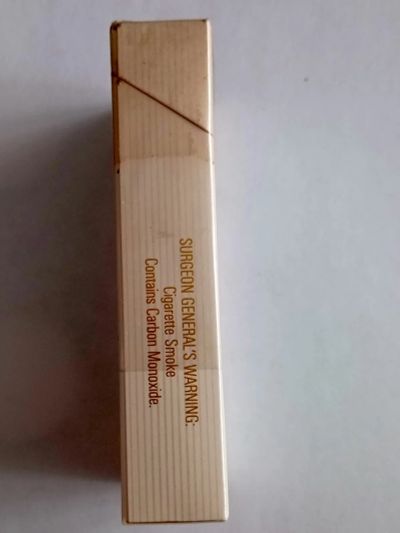 SURGEON GENERAL'S WARNING:
Cigarette Smoke
Contains Carbon Monoxide.